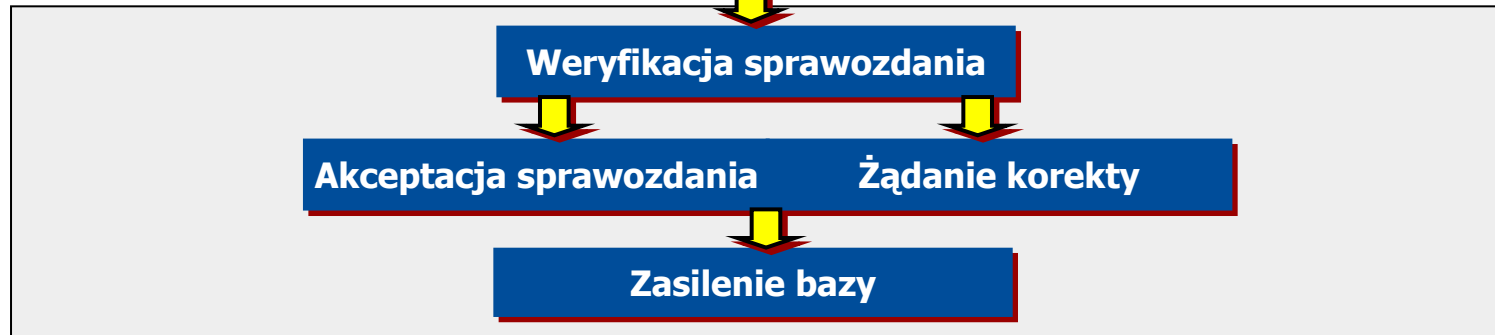 Weryfikacja sprawozdania
Akceptacja sprawozdania
Żądanie korekty
Zasilenie bazy